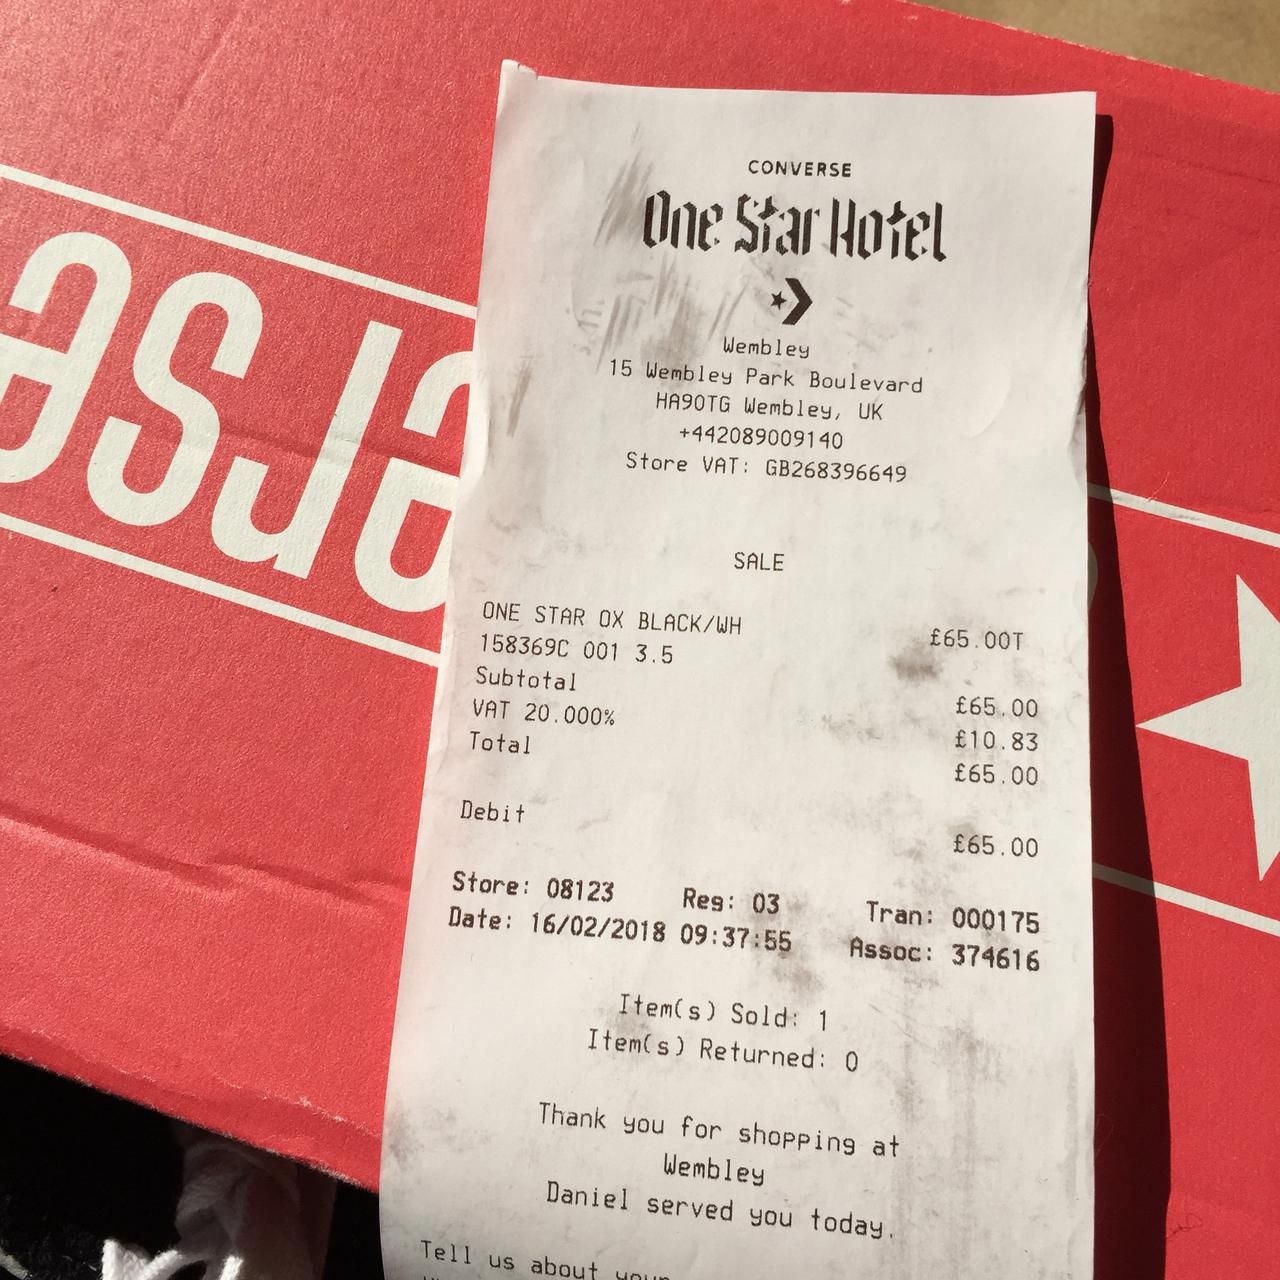 CONVERSE
One Star Hotel
Wembley
15 Wembley Park Boulevard
HA90TG Wembley, UK
+442089009140
Store VAT: GB268396649
SALE
ONE STAR OX BLACK/WH £65.00T
158369C 001 3.5
Subtotal £65.00
VAT 20.000% £10.83
Total £65.00
Debit £65.00
Store: 08123 Reg: 03 Tran: 000175
Date: 16/02/2018 09:37:55 Assoc: 374616
Item(s) Sold: 1
Item(s) Returned: 0
Thank you for shopping at
Wembley
Daniel served you today.
Tell us about your